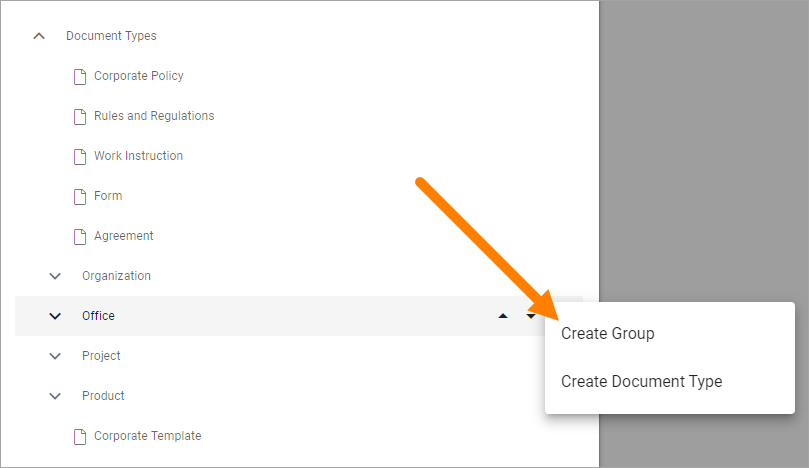 Document Types
Corporate Policy
Rules and Regulations
Work Instruction
Form
Agreement
Organization
Office
Create Group
Project
Create Document Type
Product
Corporate Template